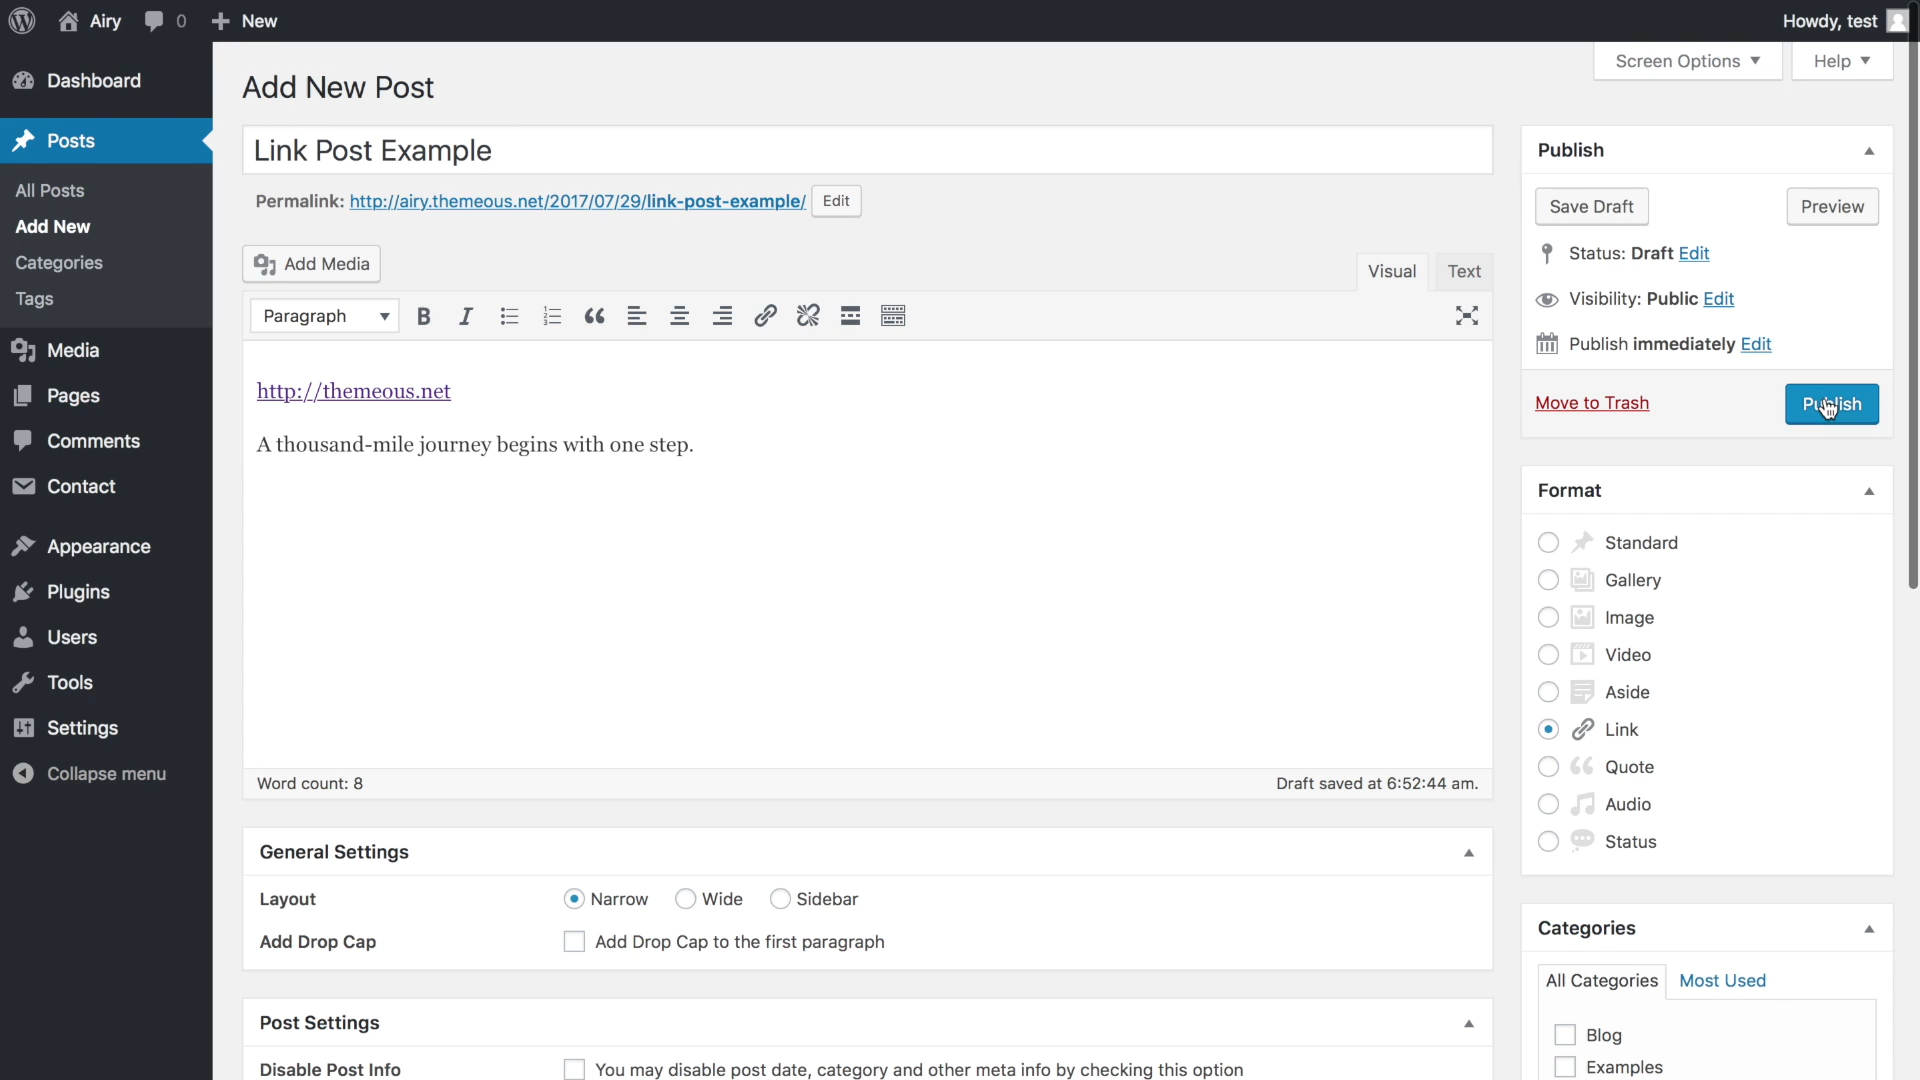 Airy 0 New Howdy, test
Screen Options Help
Dashboard
Posts
All Posts
Add New
Categories
Tags
Media
Pages
Comments
Contact
Appearance
Plugins
Users
Tools
Settings
Collapse menu
Add New Post
Link Post Example
Permalink: http://airy.themeous.net/2017/07/29/link-post-example/ Edit
Add Media
Visual Text
Paragraph
http://themeous.net
A thousand-mile journey begins with one step.
Word count: 8 Draft saved at 6:52:44 am.
General Settings
Layout Narrow Wide Sidebar
Add Drop Cap Add Drop Cap to the first paragraph
Post Settings
Disable Post Info You may disable post date, category and other meta info by checking this option
Publish
Save Draft Preview
Status: Draft Edit
Visibility: Public Edit
Publish immediately Edit
Move to Trash Publish
Format
Standard
Gallery
Image
Video
Aside
Link
Quote
Audio
Status
Categories
All Categories Most Used
Blog
Examples